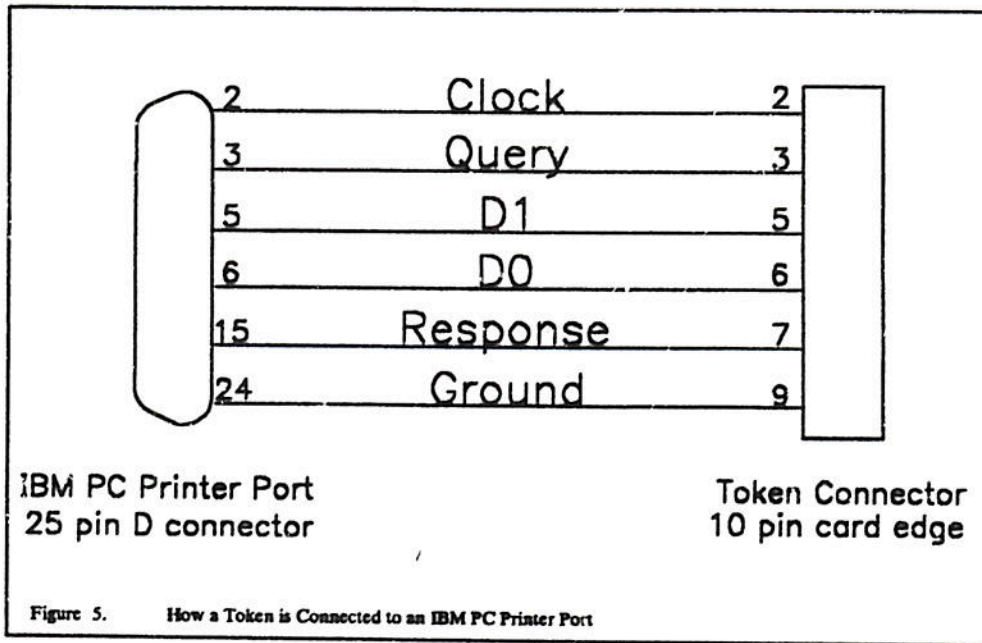 2 Clock 2
3 Query 3
5 D1 5
6 D0 6
15 Response 7
24 Ground 9
IBM PC Printer Port
25 pin D connector
Token Connector
10 pin card edge
Figure 5. How a Token is Connected to an IBM PC Printer Port